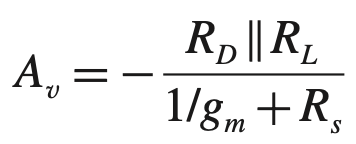 A_v = − (R_D ∥ R_L) / (1/g_m + R_s)